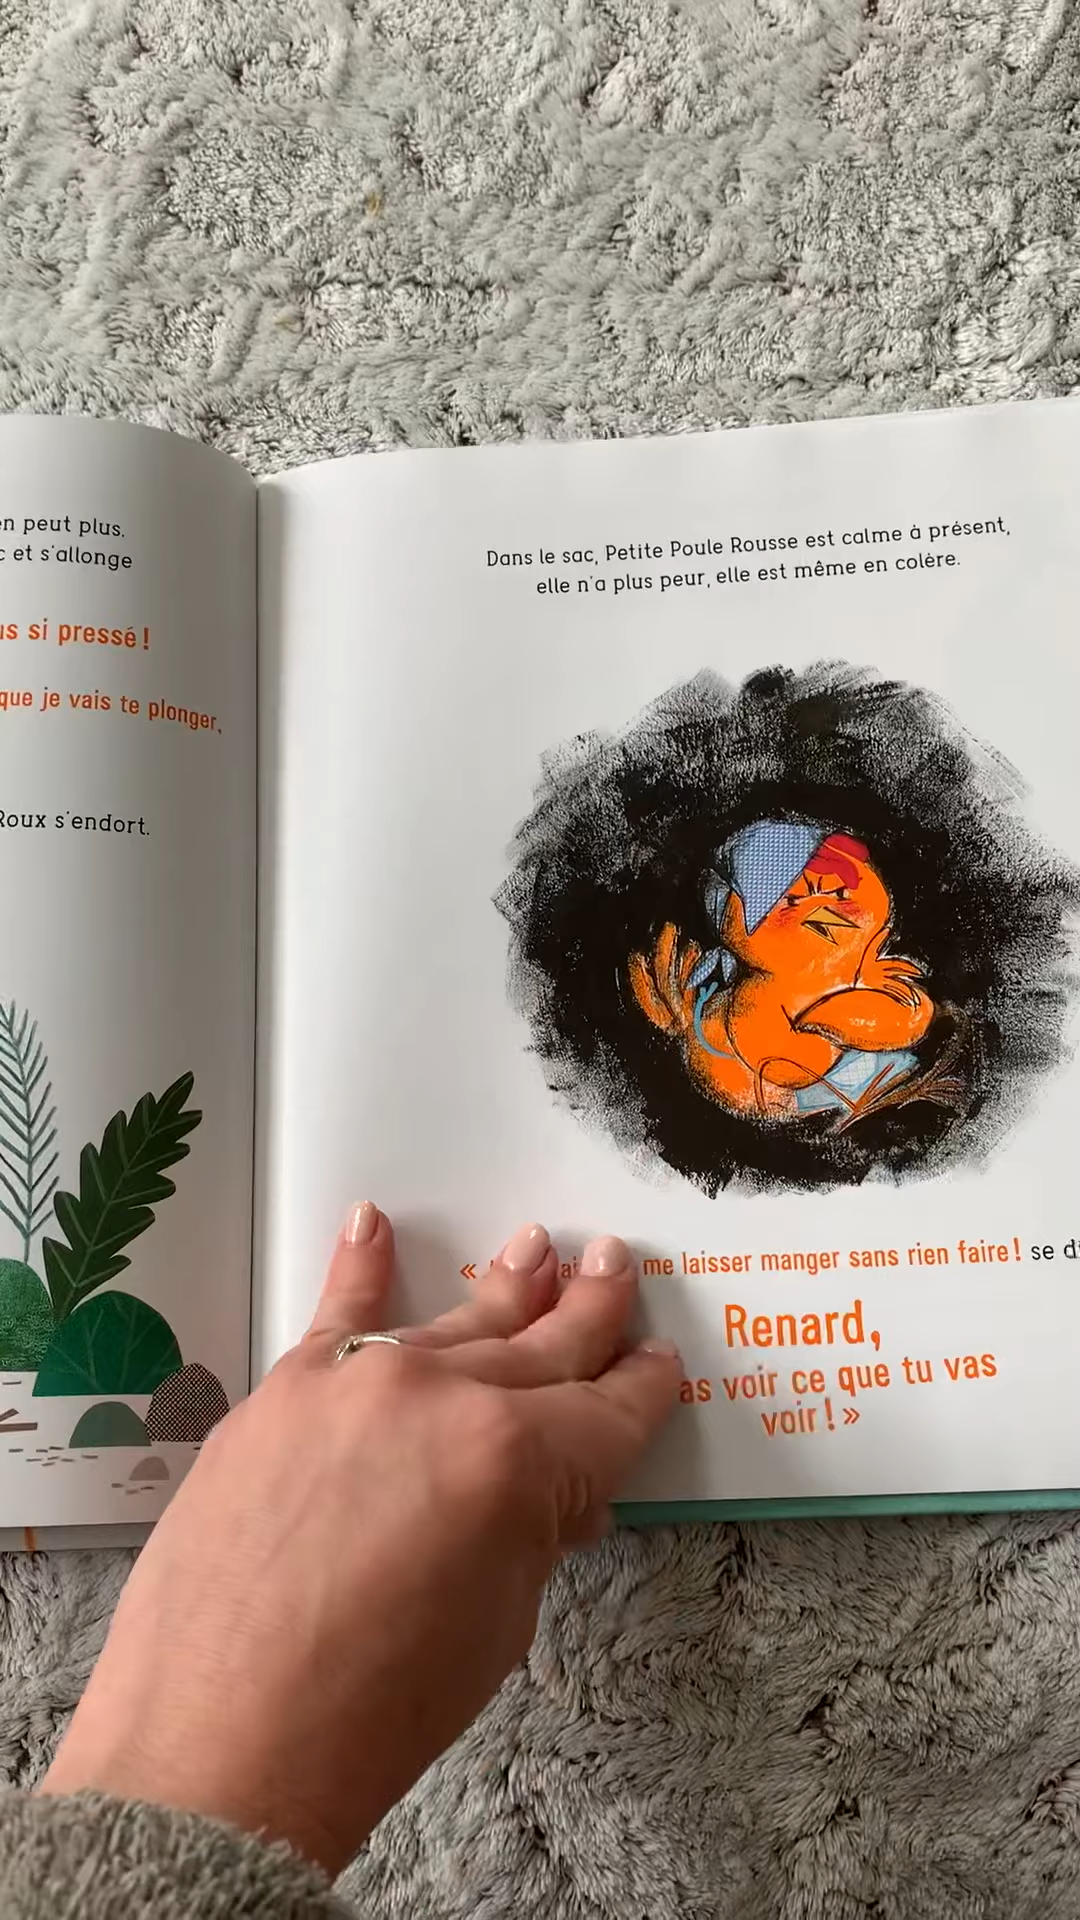 n peut plus.
et s'allonge
si pressé !
que je vais te plonger,
Roux s'endort.
Dans le sac, Petite Poule Rousse est calme à présent,
elle n'a plus peur, elle est même en colère.
« me laisser manger sans rien faire ! se
Renard,
as voir ce que tu vas
voir ! »